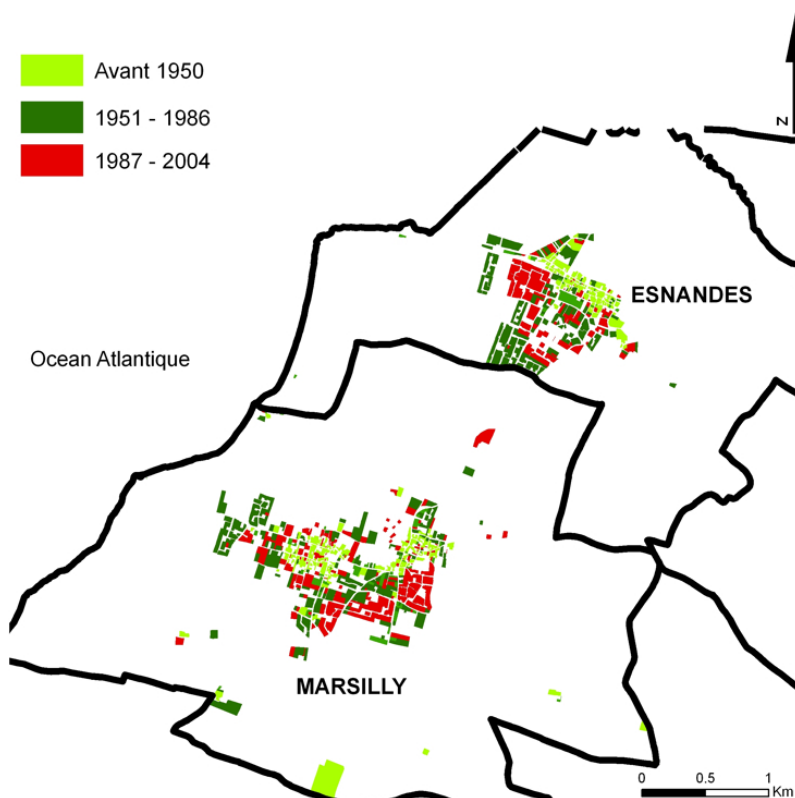 Avant 1950
1951 - 1986
1987 - 2004
N
ESNANDES
Ocean Atlantique
MARSILLY
0 0.5 1
Km